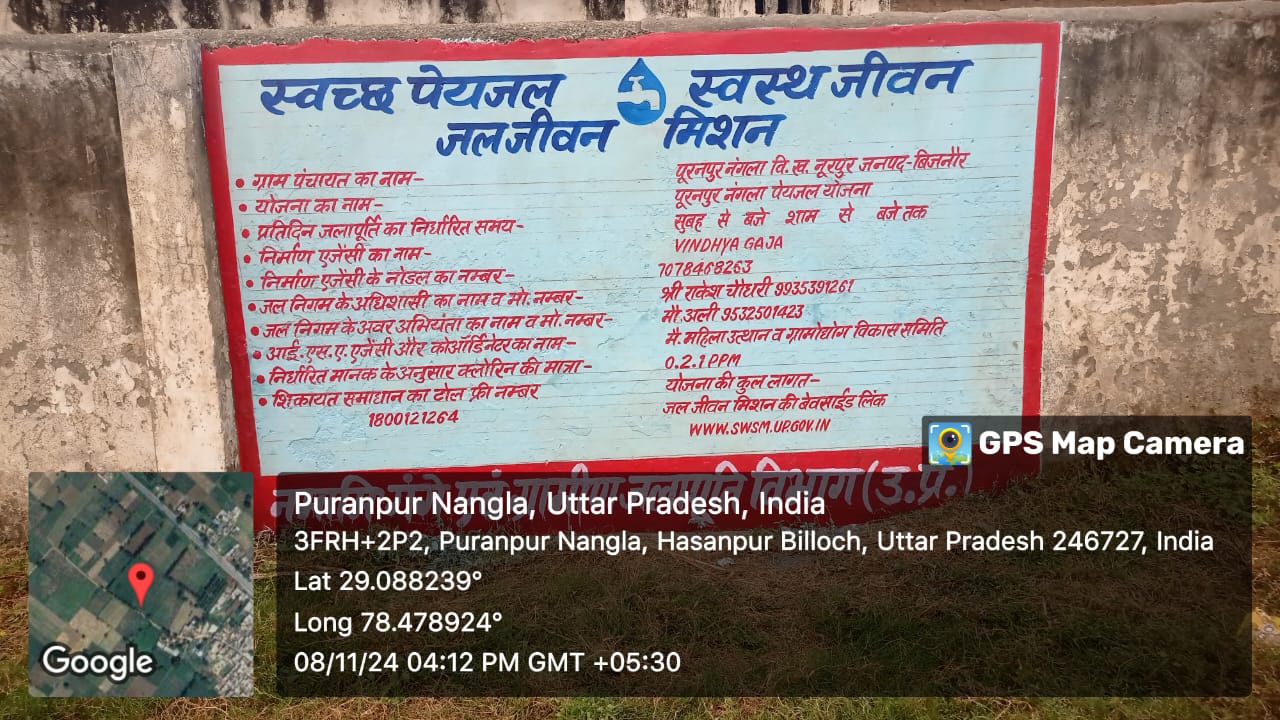 स्वच्छ पेयजल स्वस्थ जीवन
जल जीवन मिशन
• ग्राम पंचायत का नाम- पूरनपुर नंगला वि.ख. नूरपुर जनपद-बिजनौर
• योजना का नाम- पूरनपुर नंगला पेयजल योजना
• प्रतिदिन जलापूर्ति का निर्धारित समय- सुबह से बजे शाम से बजे तक
• निर्माण एजेंसी का नाम- VINDHYA GAJA
• निर्माण एजेंसी के नोडल का नम्बर- 7078468263
• जल निगम के अधिशासी का नाम व मो. नम्बर- श्री राकेश चौधरी 9935391261
• जल निगम के अवर अभियंता का नाम व मो. नम्बर- मौ. अली 9532501423
• आई.एस.ए. एजेंसी और कोऑर्डिनेटर का नाम- मै. महिला उत्थान व ग्रामोद्योग विकास समिति
• निर्धारित मानक के अनुसार क्लोरिन की मात्रा- 0.2.1 PPM
• शिकायत समाधान का टोल फ्री नम्बर योजना की कुल लागत-
1800121264 जल जीवन मिशन की बेवसाईड लिंक
WWW.SWSM.UP.GOV.IN
नमामि गंगे एवं ग्रामीण जलापूर्ति विभाग (उ.प्र.)
GPS Map Camera
Puranpur Nangla, Uttar Pradesh, India
3FRH+2P2, Puranpur Nangla, Hasanpur Billoch, Uttar Pradesh 246727, India
Lat 29.088239°
Long 78.478924°
08/11/24 04:12 PM GMT +05:30
Google